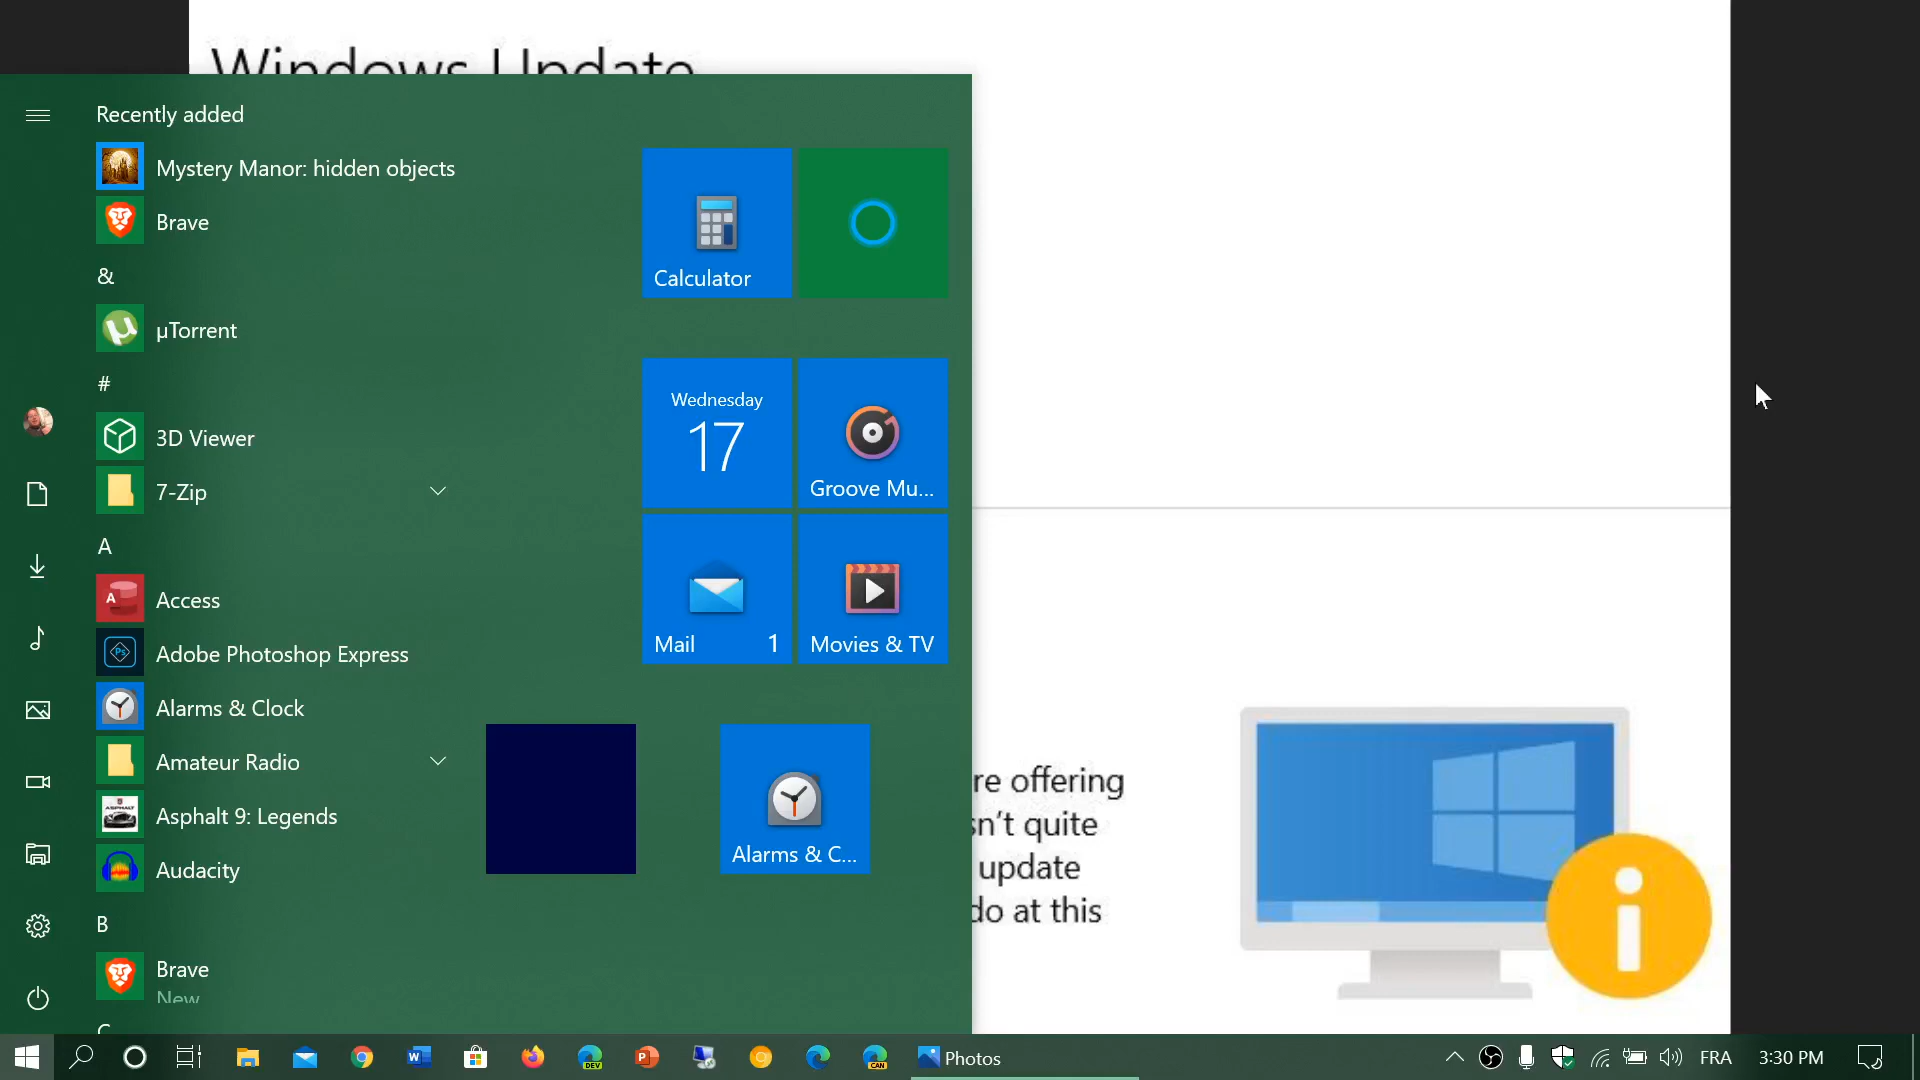 Windows Update
Recently added
Mystery Manor: hidden objects
Brave
&
µTorrent
#
3D Viewer
7-Zip
A
Access
Adobe Photoshop Express
Alarms & Clock
Amateur Radio
Asphalt 9: Legends
Audacity
B
Brave
New
Calculator
Wednesday
17
Groove Mu...
Mail 1
Movies & TV
Alarms & C...
re offering
sn't quite
update
do at this
DEV
CAN
Photos
FRA
3:30 PM